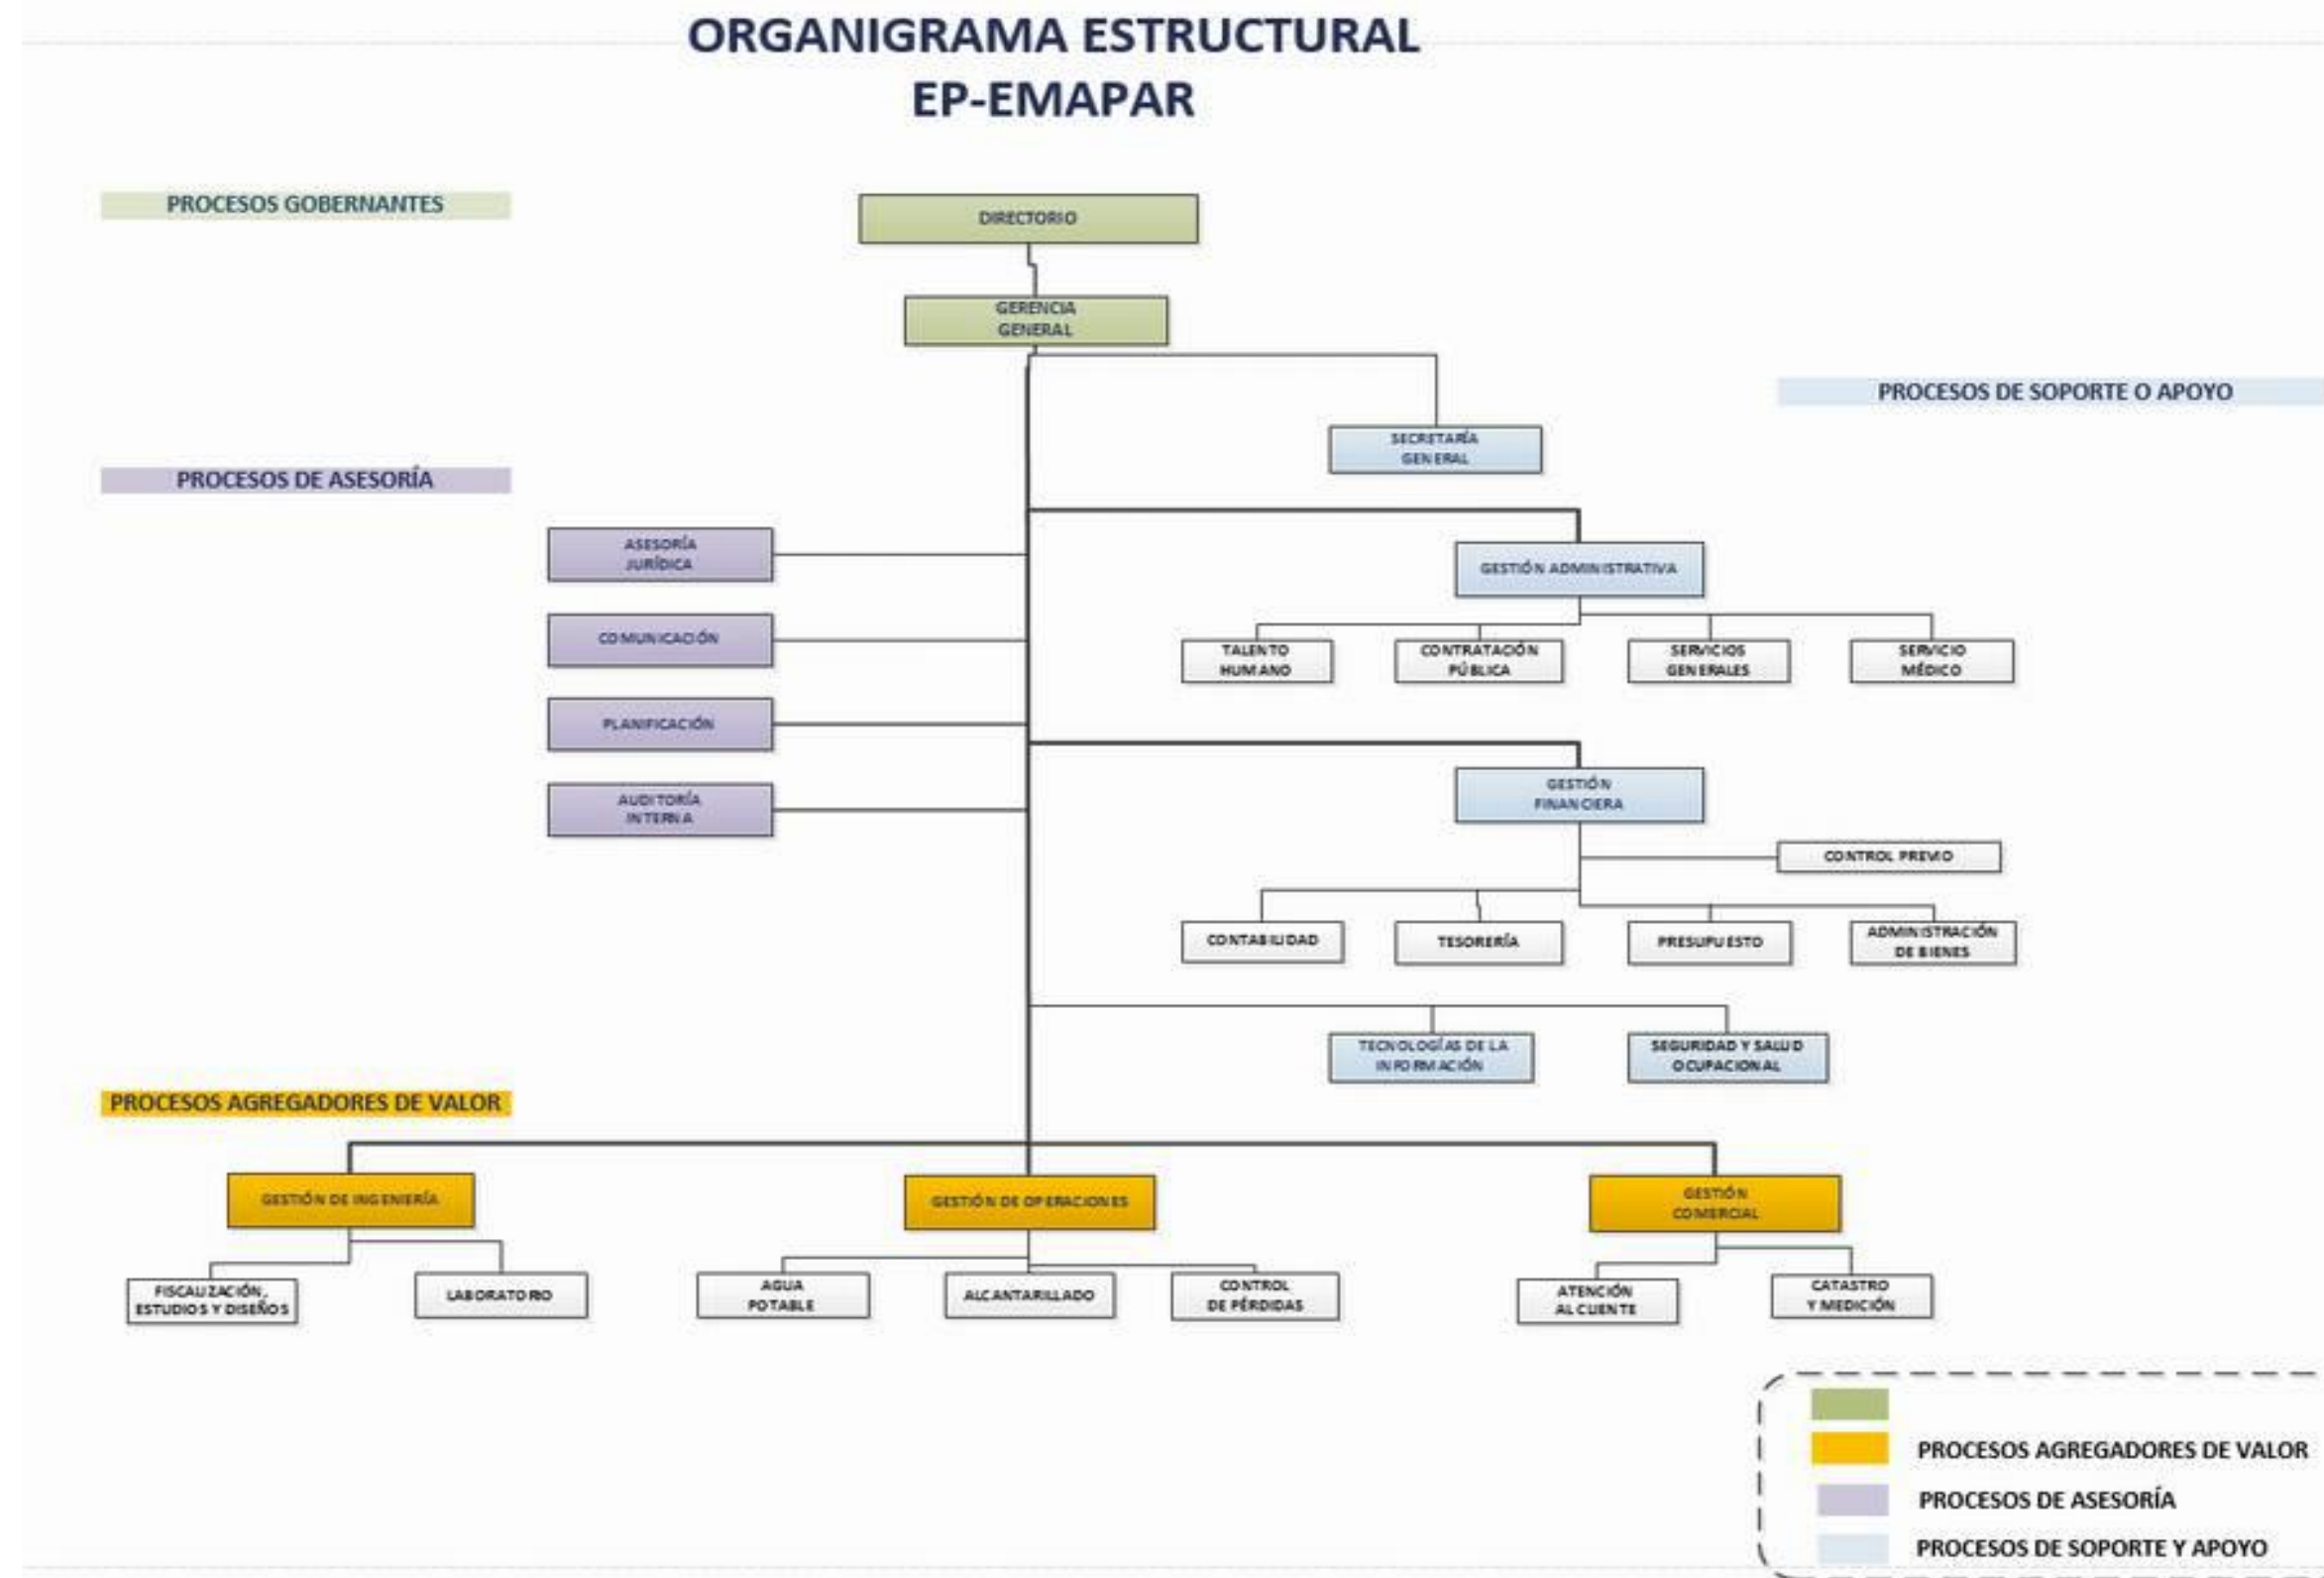 ORGANIGRAMA ESTRUCTURAL
EP-EMAPAR
PROCESOS GOBERNANTES
DIRECTORIO
GERENCIA
GENERAL
PROCESOS DE SOPORTE O APOYO
SECRETARÍA
GENERAL
PROCESOS DE ASESORÍA
ASESORÍA
JURÍDICA
COMUNICACIÓN
PLANIFICACIÓN
AUDITORÍA
INTERNA
GESTIÓN ADMINISTRATIVA
TALENTO
HUMANO
CONTRATACIÓN
PÚBLICA
SERVICIOS
GENERALES
SERVICIO
MÉDICO
GESTIÓN
FINANCIERA
CONTROL PREVIO
CONTABILIDAD
TESORERÍA
PRESUPUESTO
ADMINISTRACIÓN
DE BIENES
TECNOLOGÍAS DE LA
INFORMACIÓN
SEGURIDAD Y SALUD
OCUPACIONAL
PROCESOS AGREGADORES DE VALOR
GESTIÓN DE INGENIERÍA
GESTIÓN DE OPERACIONES
GESTIÓN
COMERCIAL
FISCALIZACIÓN,
ESTUDIOS Y DISEÑOS
LABORATORIO
AGUA
POTABLE
ALCANTARILLADO
CONTROL
DE PÉRDIDAS
ATENCIÓN
AL CLIENTE
CATASTRO
Y MEDICIÓN
PROCESOS AGREGADORES DE VALOR
PROCESOS DE ASESORÍA
PROCESOS DE SOPORTE Y APOYO